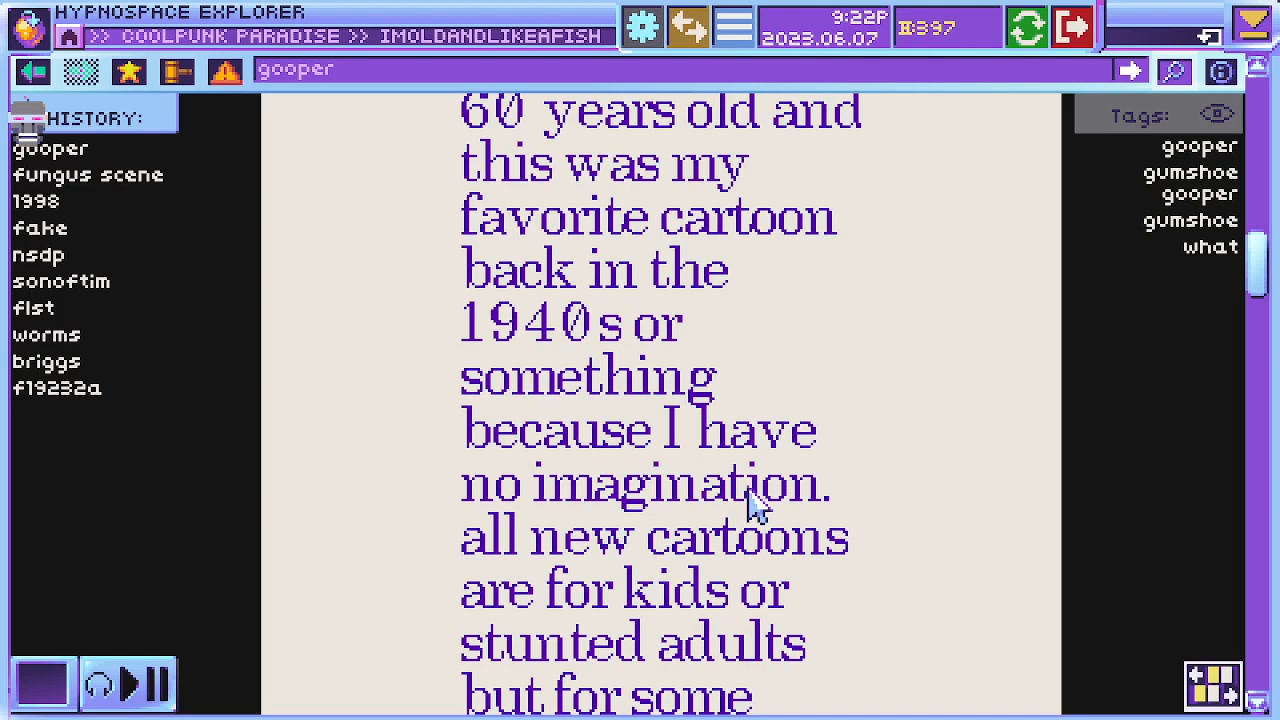 HYPNOSPACE EXPLORER
>> COOLPUNK PARADISE >> IMOLDANDLIKEAFISH
9:22P
2023.06.07
397
gooper
HISTORY:
gooper
fungus scene
1998
fake
nsdp
sonoftim
flst
worms
briggs
f19232a
60 years old and
this was my
favorite cartoon
back in the
1940s or
something
because I have
no imagination.
all new cartoons
are for kids or
stunted adults
but for some
Tags:
gooper
gumshoe
gooper
gumshoe
what